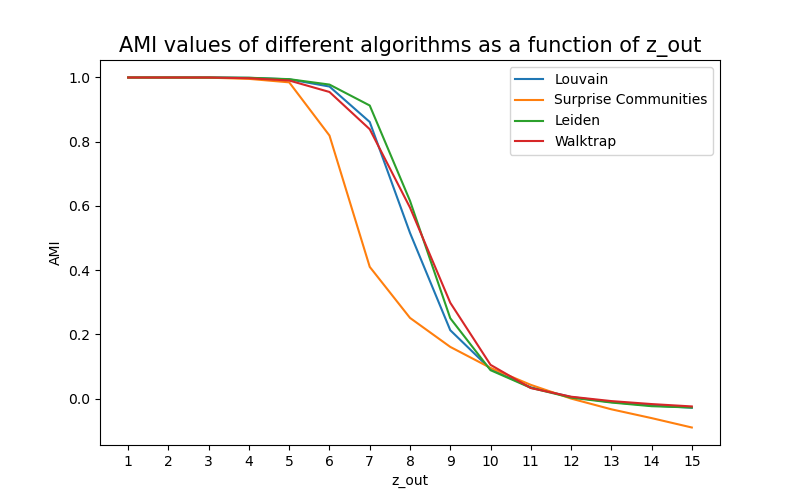 AMI values of different algorithms as a function of z_out
Louvain
Surprise Communities
Leiden
Walktrap
1.0
0.8
0.6
0.4
0.2
0.0
AMI
1 2 3 4 5 6 7 8 9 10 11 12 13 14 15
z_out